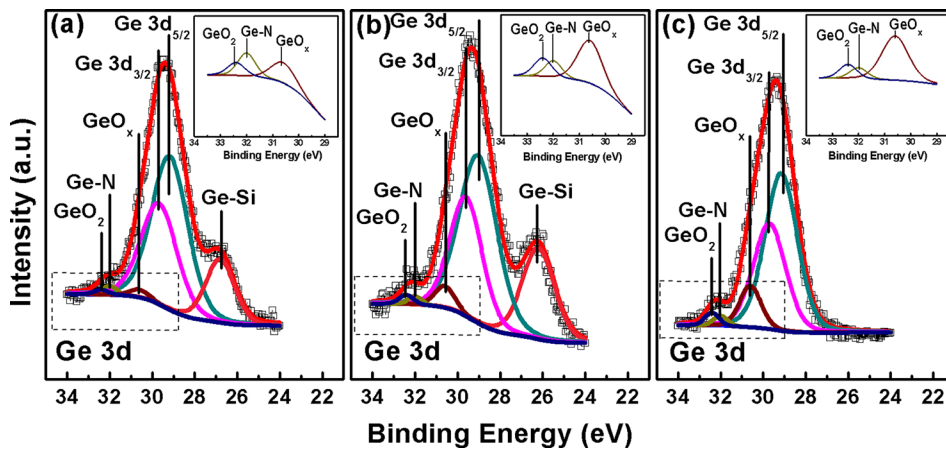 (a)
Ge 3d5/2
Ge 3d3/2
GeOx
Ge-N
GeO2
Ge-Si
Ge 3d
GeO2 Ge-N GeOx
34 33 32 31 30 29
Binding Energy (eV)
34 32 30 28 26 24 22
(b)
Ge 3d5/2
Ge 3d3/2
GeOx
Ge-N
GeO2
Ge-Si
Ge 3d
GeO2 Ge-N GeOx
34 33 32 31 30 29
Binding Energy (eV)
34 32 30 28 26 24 22
(c)
Ge 3d5/2
Ge 3d3/2
GeOx
Ge-N
GeO2
Ge 3d
GeO2 Ge-N GeOx
34 33 32 31 30 29
Binding Energy (eV)
34 32 30 28 26 24 22
Intensity (a.u.)
Binding Energy (eV)